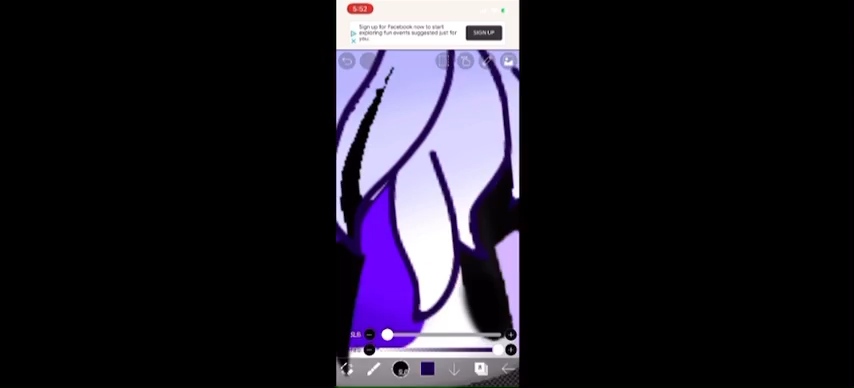 5:52
Sign up for Facebook now to start
exploring fun events suggested just for
you.
SIGN UP